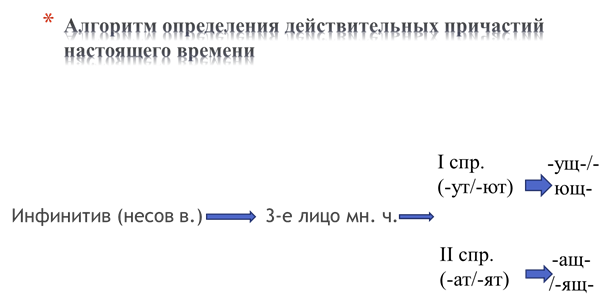 * Алгоритм определения действительных причастий
настоящего времени
I спр.
(-ут/-ют)
-ущ-/-
ющ-
Инфинитив (несов в.)
3-е лицо мн. ч.
II спр.
(-ат/-ят)
-ащ-
/-ящ-